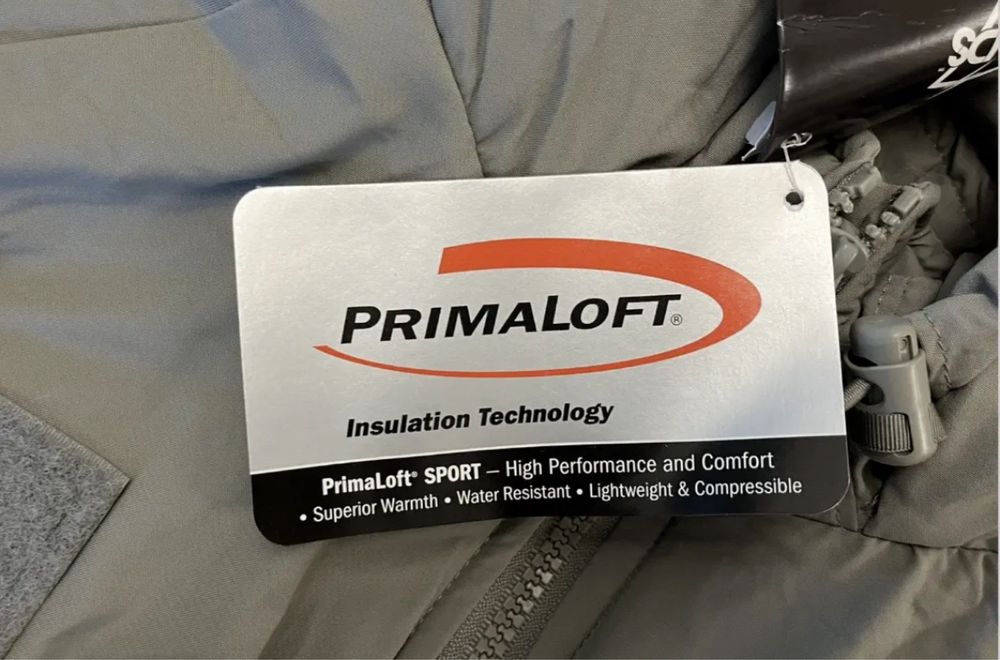 PRIMALOFT®
Insulation Technology
PrimaLoft® SPORT – High Performance and Comfort
• Superior Warmth • Water Resistant • Lightweight & Compressible